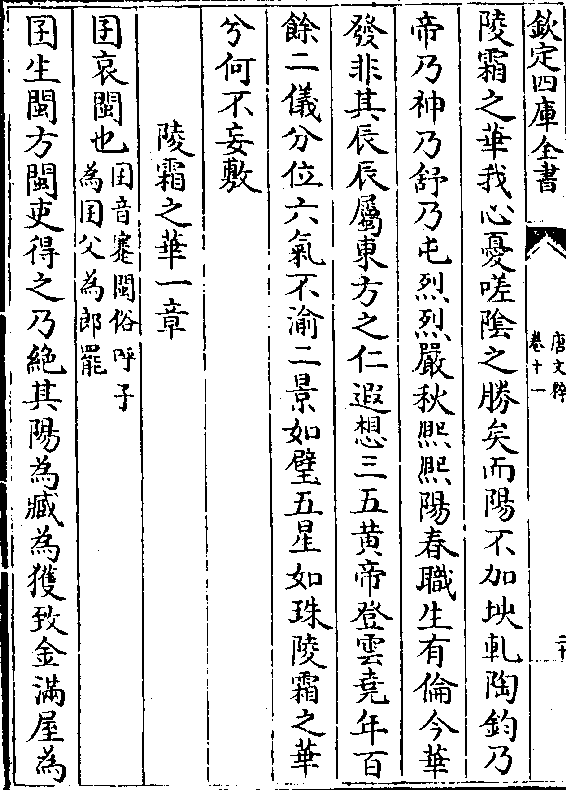 欽定四庫全書
唐文粹
卷十一
陵霜之華我心憂嗟隂之勝矣而陽不加坱軋陶鈞乃
帝乃神乃舒乃屯烈烈嚴秋熙熙陽春職生有倫今華
發非其辰辰屬東方之仁遐想三五黄帝登雲堯年百
餘二儀分位六氣不渝二景如璧五星如珠陵霜之華
兮何不妄敷
陵霜之華一章
囝哀閩也
囝音蹇閩俗呼子
為囝父為郎罷
囝生閩方閩吏得之乃絶其陽為臧為獲致金滿屋為